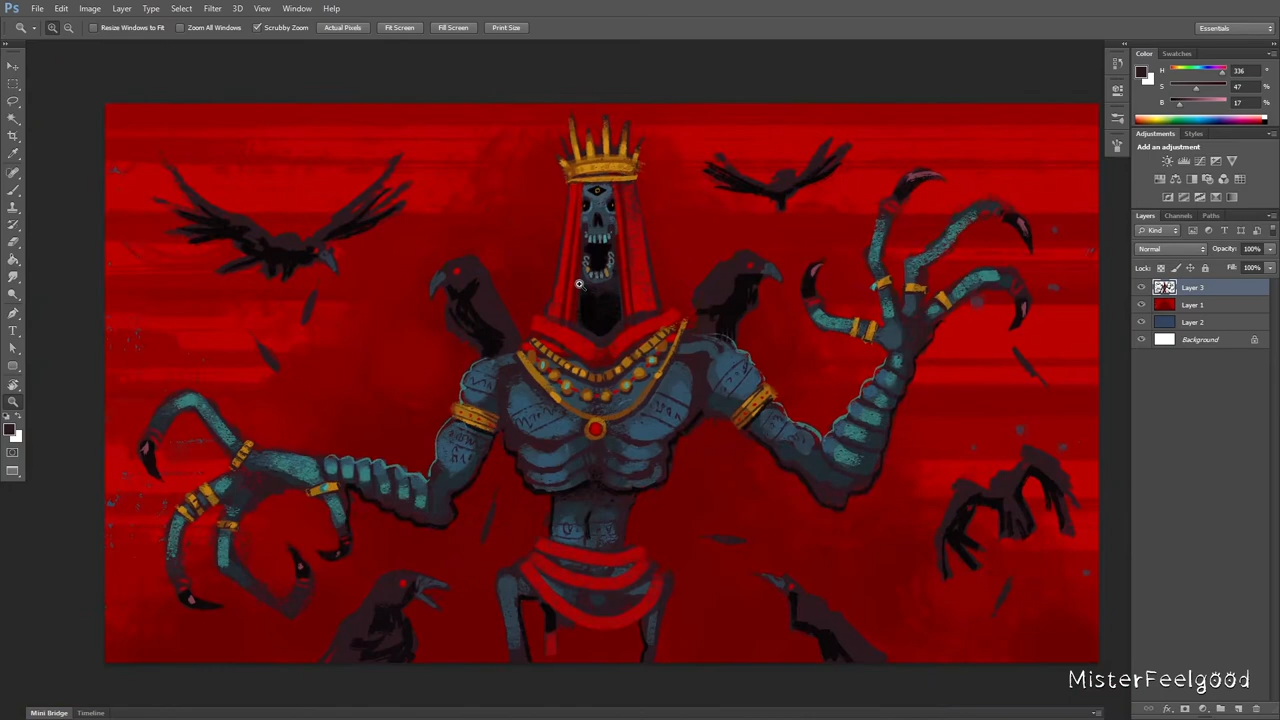 Ps File Edit Image Layer Type Select Filter 3D View Window Help
Resize Windows to Fit Zoom All Windows Scrubby Zoom Actual Pixels Fit Screen Fill Screen Print Size Essentials
Color Swatches
H 336 °
S 47 %
B 17 %
Adjustments Styles
Add an adjustment
Layers Channels Paths
Kind
Normal Opacity: 100%
Lock: Fill: 100%
Layer 3
Layer 1
Layer 2
Background
MisterFeelgood
Mini Bridge Timeline